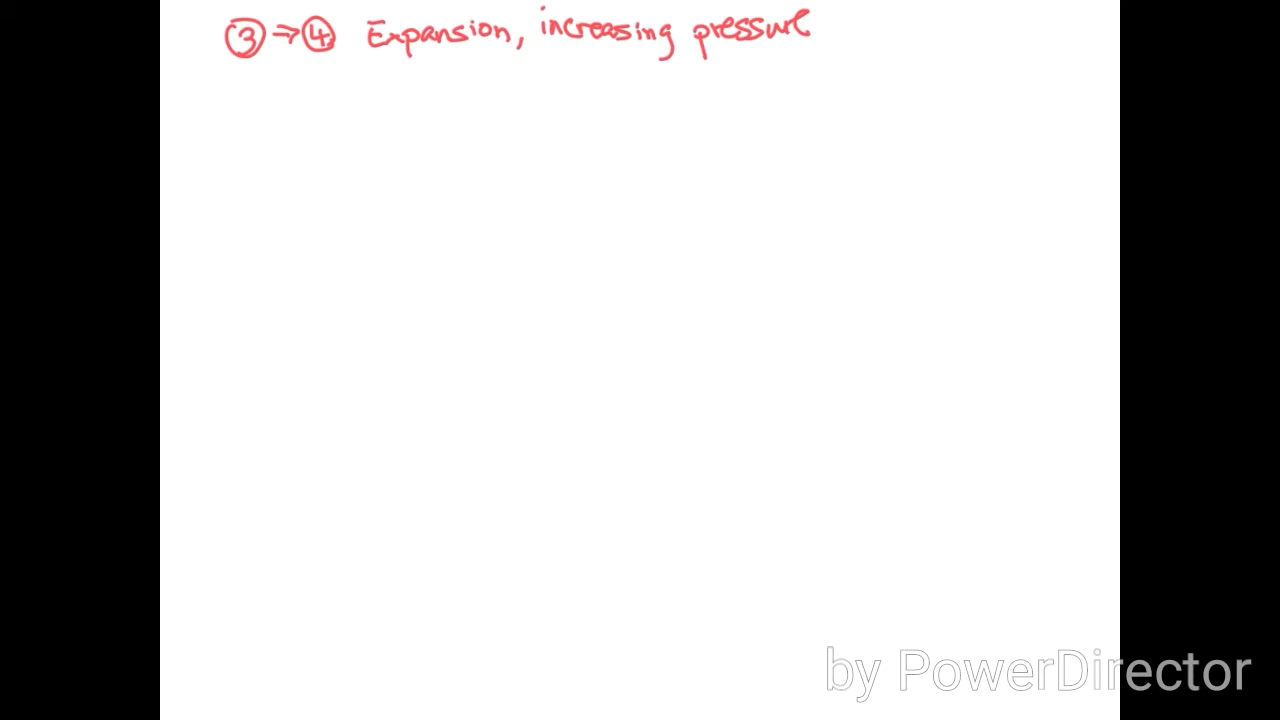 ③ → ④ Expansion, increasing pressure
by PowerDirector